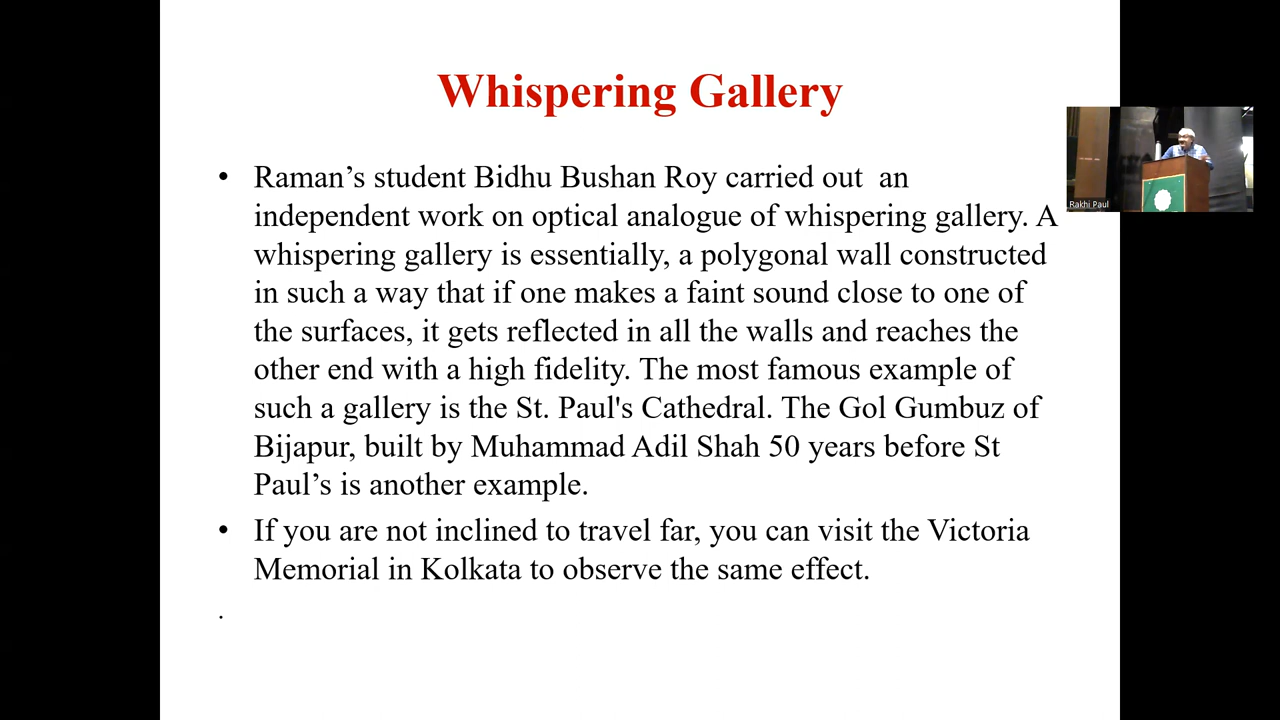 Whispering Gallery
• Raman’s student Bidhu Bushan Roy carried out  an
independent work on optical analogue of whispering gallery. A
whispering gallery is essentially, a polygonal wall constructed
in such a way that if one makes a faint sound close to one of
the surfaces, it gets reflected in all the walls and reaches the
other end with a high fidelity. The most famous example of
such a gallery is the St. Paul's Cathedral. The Gol Gumbuz of
Bijapur, built by Muhammad Adil Shah 50 years before St
Paul’s is another example.
• If you are not inclined to travel far, you can visit the Victoria
Memorial in Kolkata to observe the same effect.
.
Rakhi Paul